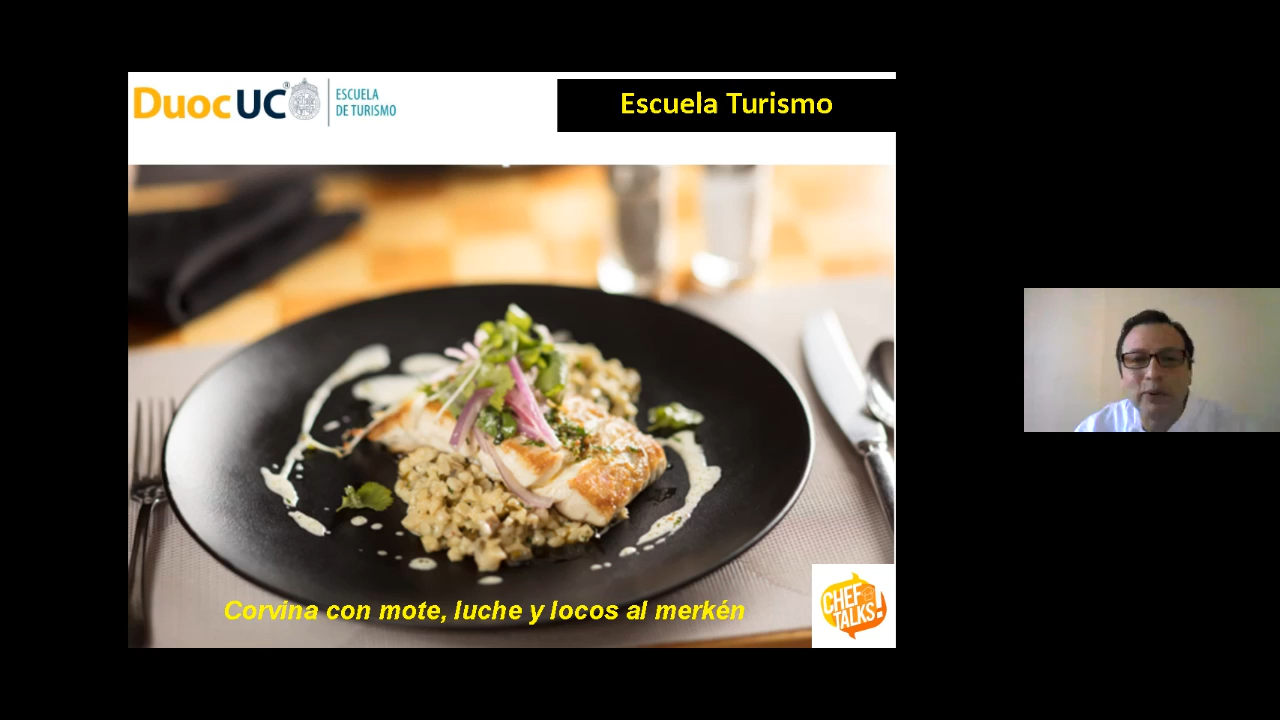 Duoc UC®
ESCUELA
DE TURISMO
Escuela Turismo
Corvina con mote, luche y locos al merkén
CHEF
TALKS!